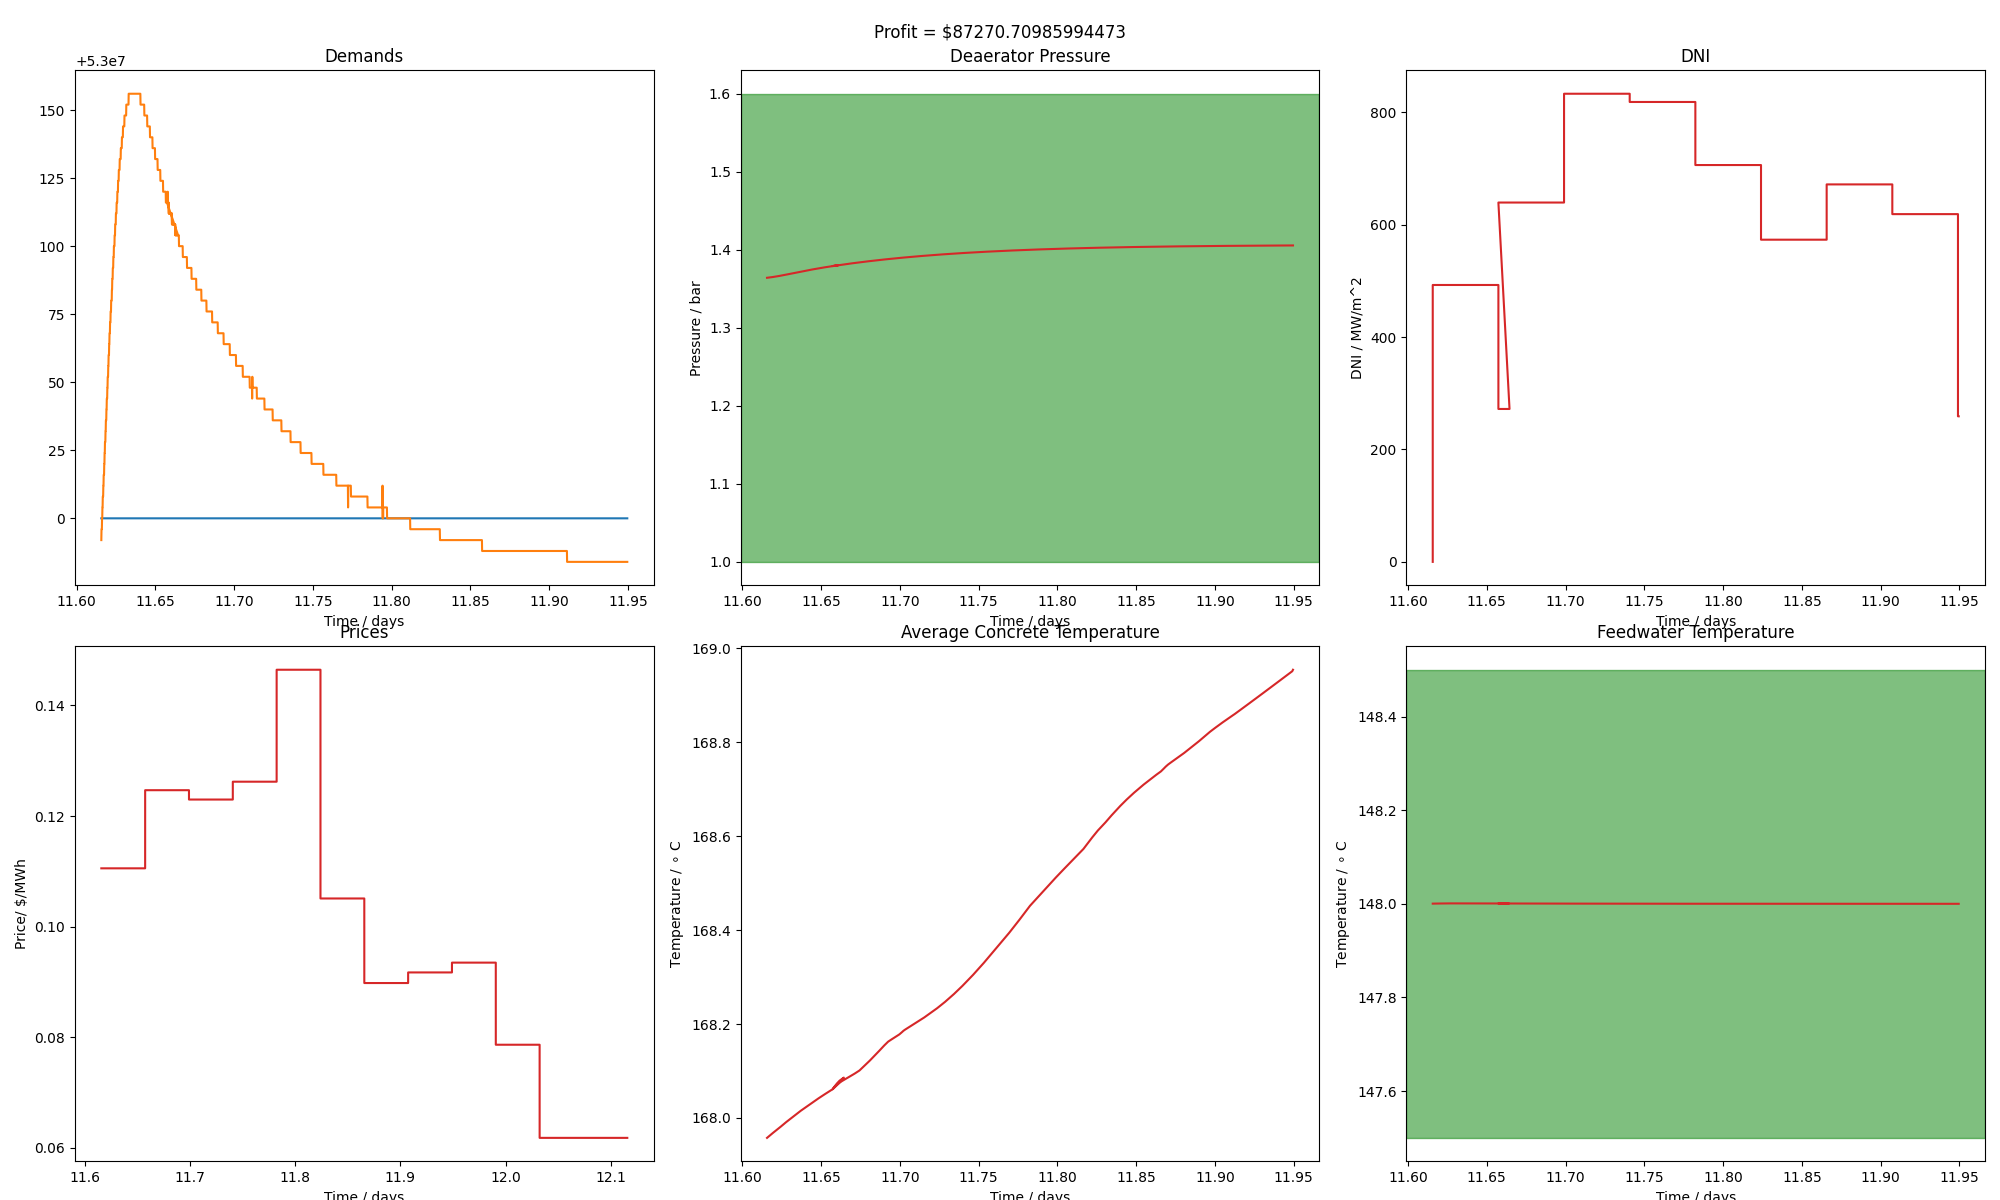 Profit = $87270.70985994473
Demands
+5.3e7
150
125
100
75
50
25
0
11.60 11.65 11.70 11.75 11.80 11.85 11.90 11.95
Time / days
Deaerator Pressure
Pressure / bar
1.6
1.5
1.4
1.3
1.2
1.1
1.0
11.60 11.65 11.70 11.75 11.80 11.85 11.90 11.95
Time / days
DNI
DNI / MW/m^2
800
600
400
200
0
11.60 11.65 11.70 11.75 11.80 11.85 11.90 11.95
Time / days
Prices
Price/ $/MWh
0.14
0.12
0.10
0.08
0.06
11.6 11.7 11.8 11.9 12.0 12.1
Time / days
Average Concrete Temperature
Temperature / ∘ C
169.0
168.8
168.6
168.4
168.2
168.0
11.60 11.65 11.70 11.75 11.80 11.85 11.90 11.95
Time / days
Feedwater Temperature
Temperature / ∘ C
148.4
148.2
148.0
147.8
147.6
11.60 11.65 11.70 11.75 11.80 11.85 11.90 11.95
Time / days